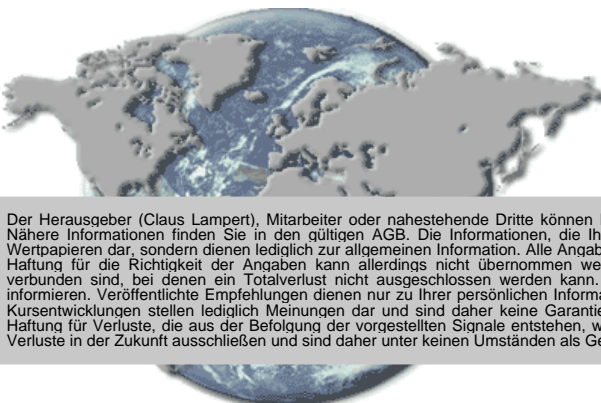 Der Herausgeber (Claus Lampert), Mitarbeiter oder nahestehende Dritte können
Nähere Informationen finden Sie in den gültigen AGB. Die Informationen, die Ih
Wertpapieren dar, sondern dienen lediglich zur allgemeinen Information. Alle Angab
Haftung für die Richtigkeit der Angaben kann allerdings nicht übernommen we
verbunden sind, bei denen ein Totalverlust nicht ausgeschlossen werden kann.
informieren. Veröffentlichte Empfehlungen dienen nur zu Ihrer persönlichen Informa
Kursentwicklungen stellen lediglich Meinungen dar und sind daher keine Garantie
Haftung für Verluste, die aus der Befolgung der vorgestellten Signale entstehen, w
Verluste in der Zukunft ausschließen und sind daher unter keinen Umständen als Ge